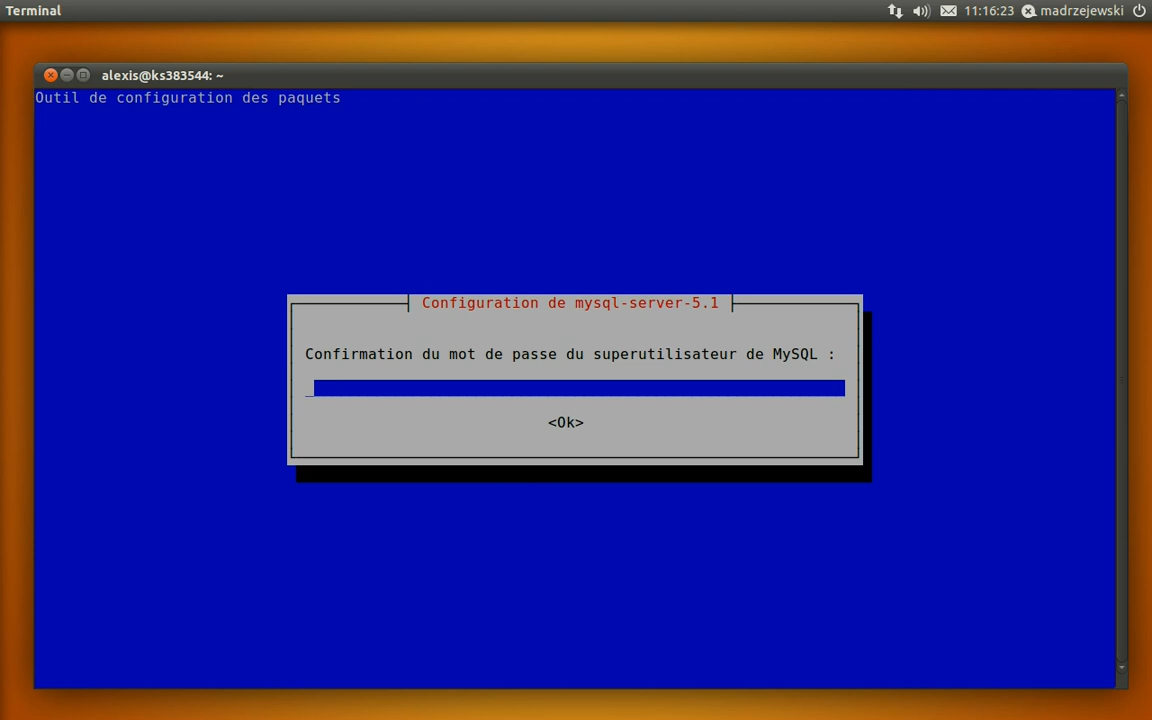 Terminal
11:16:23
madrzejewski
alexis@ks383544: ~
Outil de configuration des paquets
Configuration de mysql-server-5.1
Confirmation du mot de passe du superutilisateur de MySQL :
<Ok>